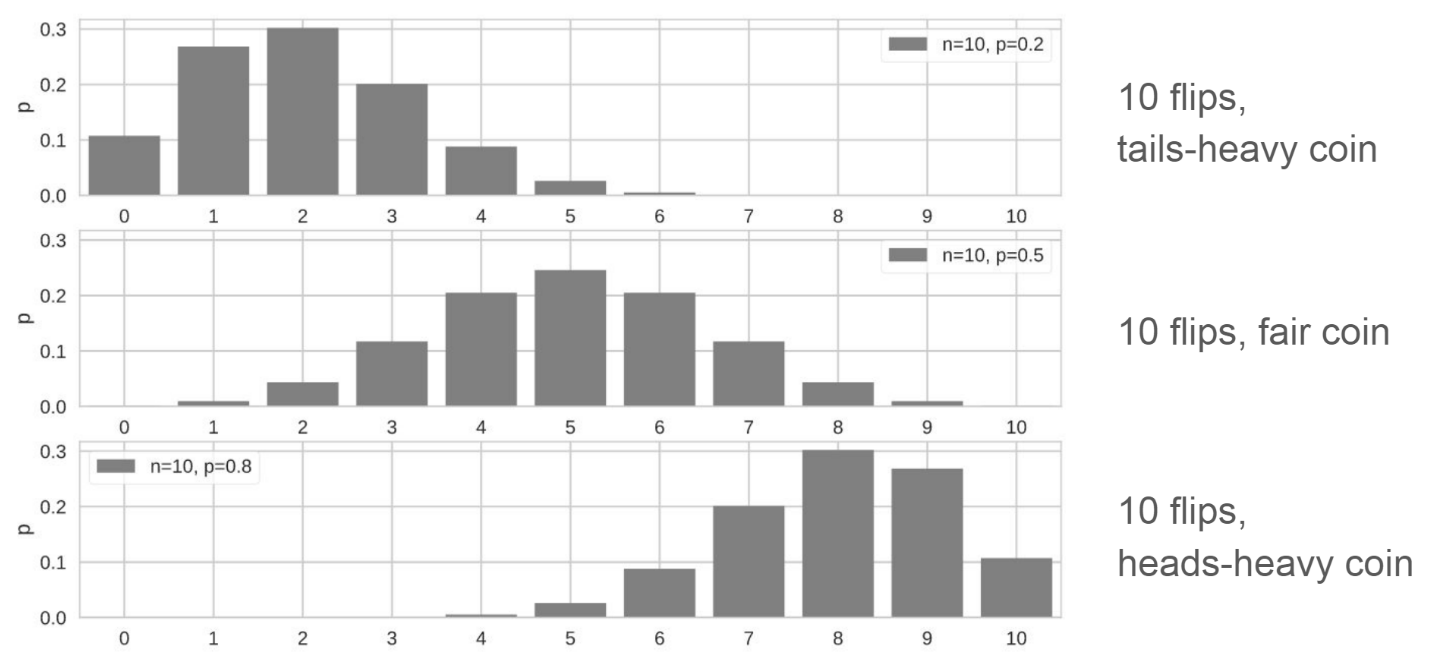 0.3
0.2
0.1
0.0
p
n=10, p=0.2
0 1 2 3 4 5 6 7 8 9 10
10 flips,
tails-heavy coin
0.3
0.2
0.1
0.0
p
n=10, p=0.5
0 1 2 3 4 5 6 7 8 9 10
10 flips, fair coin
0.3
0.2
0.1
0.0
p
n=10, p=0.8
0 1 2 3 4 5 6 7 8 9 10
10 flips,
heads-heavy coin